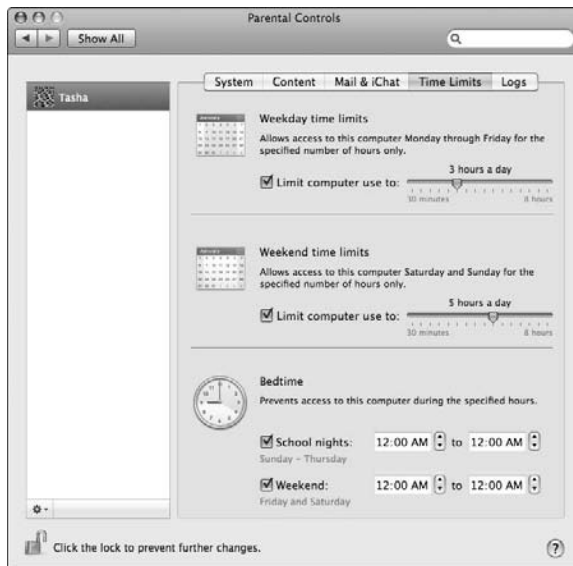 Parental Controls
Show All
Tasha
System Content Mail & iChat Time Limits Logs
Weekday time limits
Allows access to this computer Monday through Friday for the
specified number of hours only.
3 hours a day
Limit computer use to:
30 minutes 8 hours
Weekend time limits
Allows access to this computer Saturday and Sunday for the
specified number of hours only.
5 hours a day
Limit computer use to:
30 minutes 8 hours
Bedtime
Prevents access to this computer during the specified hours.
School nights: 12:00 AM to 12:00 AM
Sunday – Thursday
Weekend: 12:00 AM to 12:00 AM
Friday and Saturday
Click the lock to prevent further changes.
?